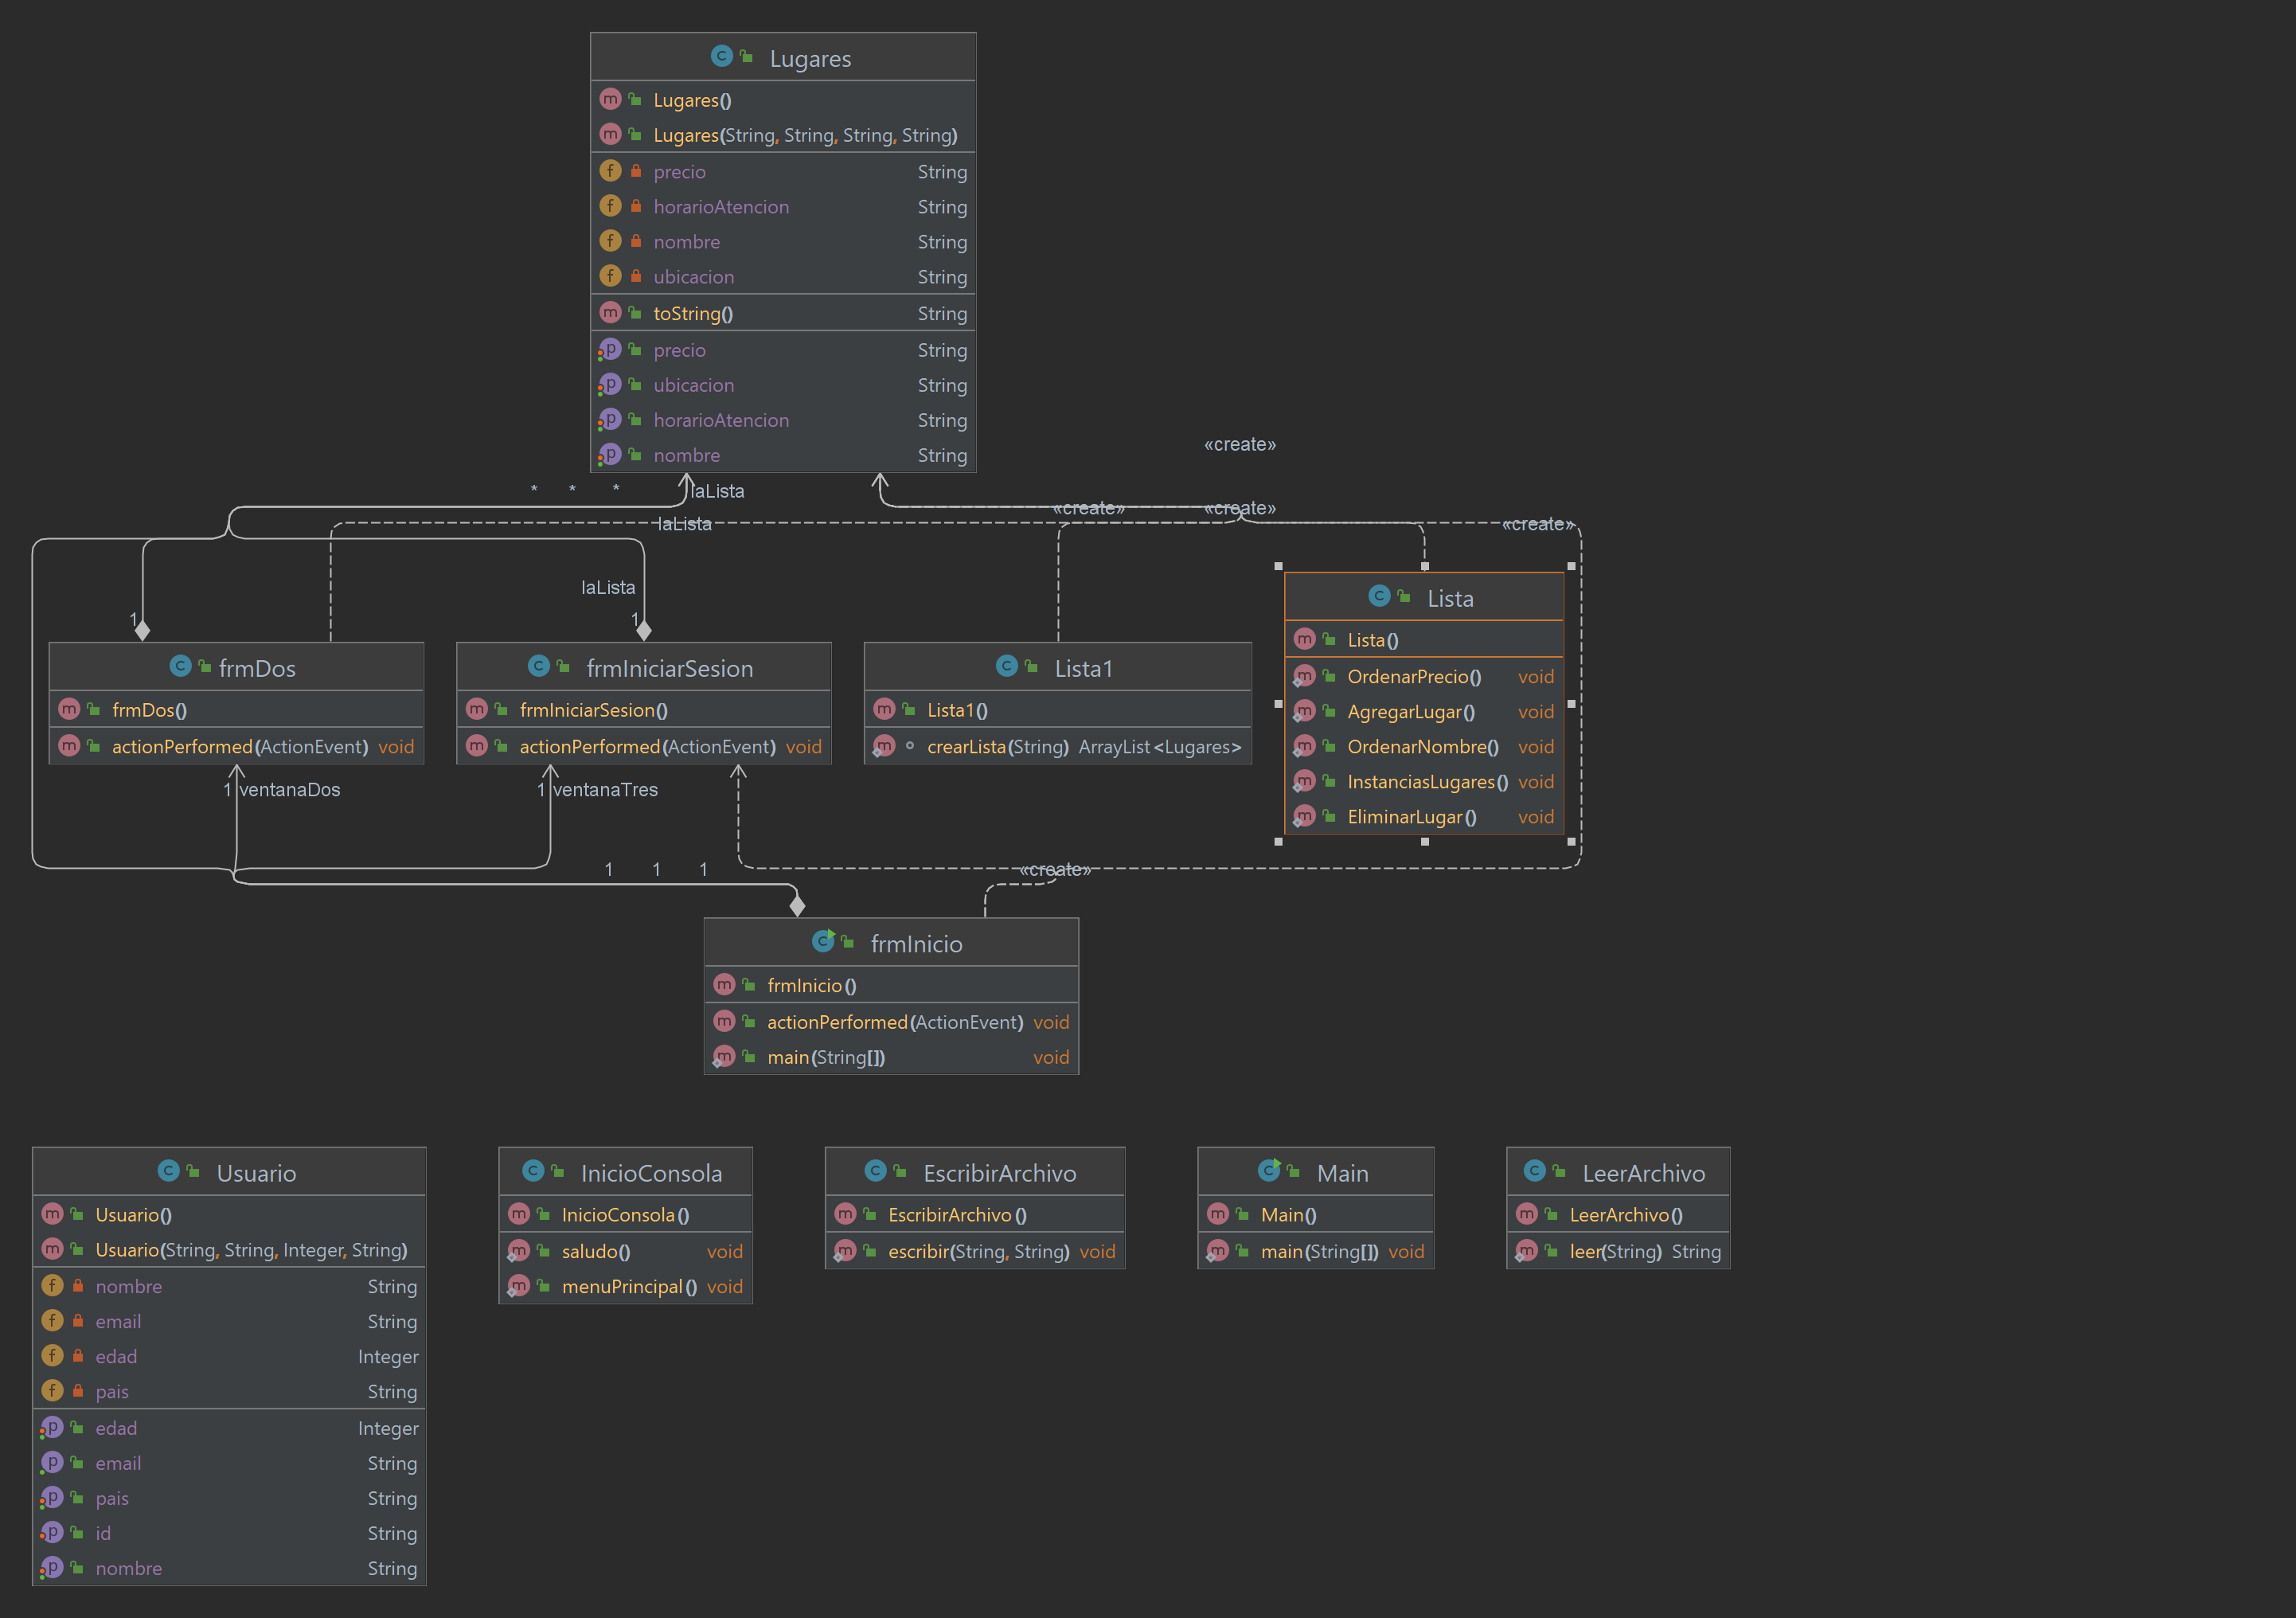 Lugares
Lugares()
Lugares(String, String, String, String)
precio String
horarioAtencion String
nombre String
ubicacion String
toString() String
precio String
ubicacion String
horarioAtencion String
nombre String
«create»
* * * laLista
«create» «create»
laLista «create»
laLista
1 1
frmDos
frmDos()
actionPerformed(ActionEvent) void
frmIniciarSesion
frmIniciarSesion()
actionPerformed(ActionEvent) void
Lista1
Lista1()
crearLista(String) ArrayList<Lugares>
Lista
Lista()
OrdenarPrecio() void
AgregarLugar() void
OrdenarNombre() void
InstanciasLugares() void
EliminarLugar() void
1 ventanaDos
1 ventanaTres
1 1 1
«create»
frmInicio
frmInicio()
actionPerformed(ActionEvent) void
main(String[]) void
Usuario
Usuario()
Usuario(String, String, Integer, String)
nombre String
email String
edad Integer
pais String
edad Integer
email String
pais String
id String
nombre String
InicioConsola
InicioConsola()
saludo() void
menuPrincipal() void
EscribirArchivo
EscribirArchivo()
escribir(String, String) void
Main
Main()
main(String[]) void
LeerArchivo
LeerArchivo()
leer(String) String